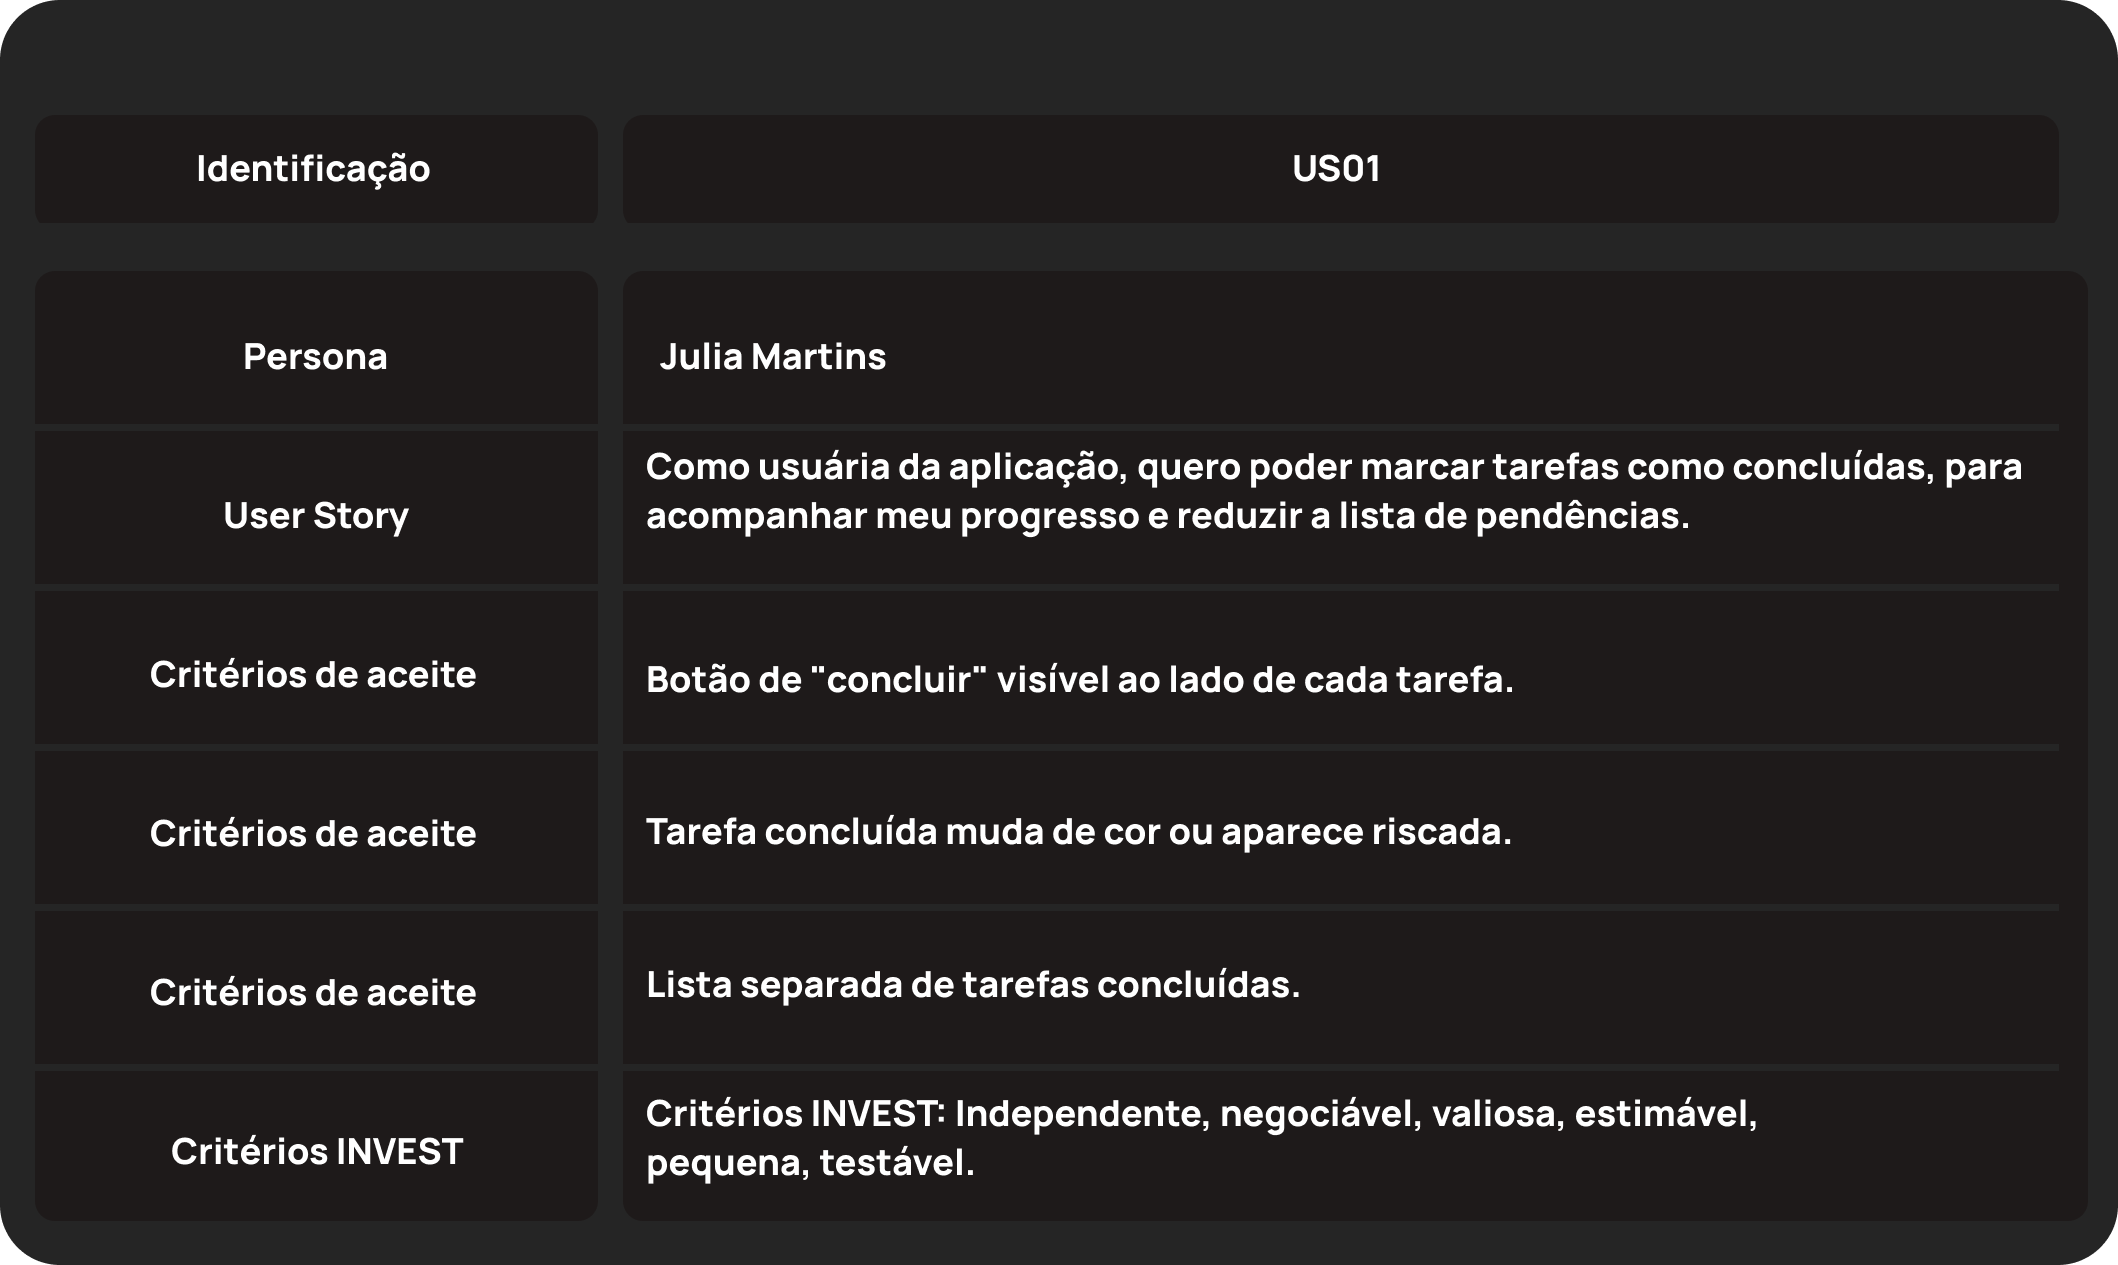 Identificação
US01
Persona
Julia Martins
User Story
Como usuária da aplicação, quero poder marcar tarefas como concluídas, para
acompanhar meu progresso e reduzir a lista de pendências.
Critérios de aceite
Botão de "concluir" visível ao lado de cada tarefa.
Critérios de aceite
Tarefa concluída muda de cor ou aparece riscada.
Critérios de aceite
Lista separada de tarefas concluídas.
Critérios INVEST
Critérios INVEST: Independente, negociável, valiosa, estimável,
pequena, testável.